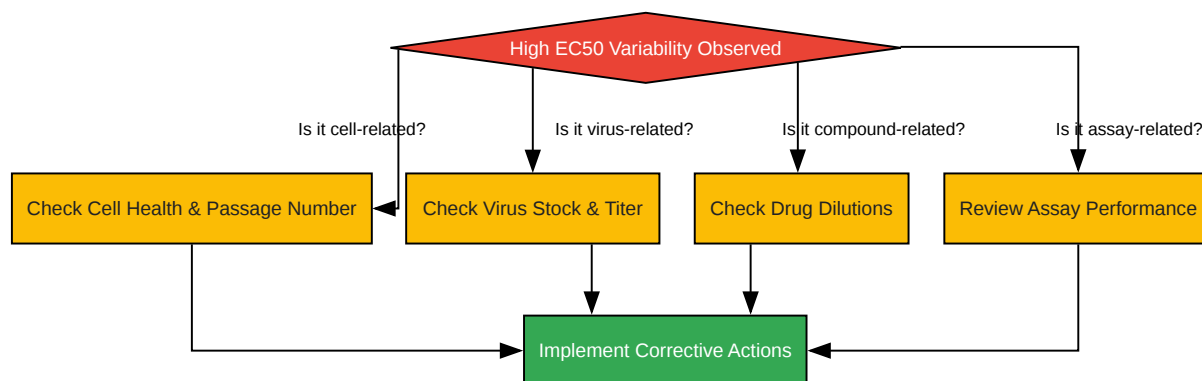 High EC50 Variability Observed
Is it cell-related?
Is it virus-related?
Is it compound-related?
Is it assay-related?
Check Cell Health & Passage Number
Check Virus Stock & Titer
Check Drug Dilutions
Review Assay Performance
Implement Corrective Actions